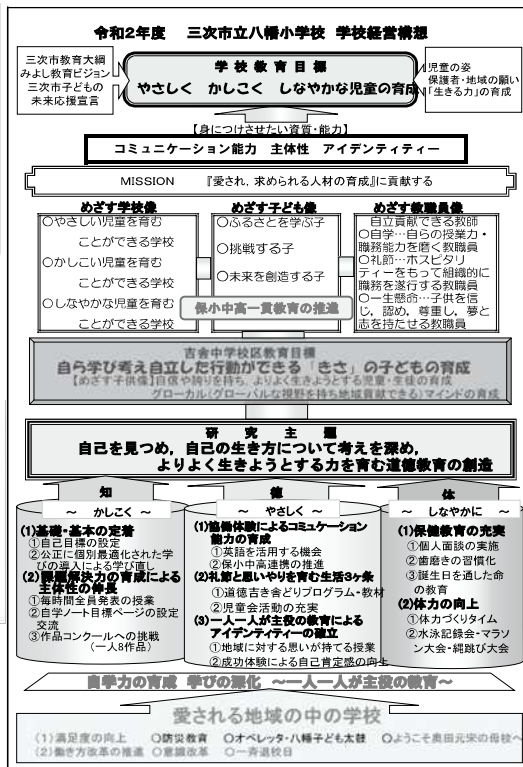 令和2年度　三次市立八幡小学校　学校経営構想
三次市教育大綱
みよし教育ビジョン
三次市子どもの
未来応援宣言
学校教育目標
やさしく　かしこく　しなやかな児童の育成
児童の姿
保護者・地域の願い
「生きる力」の育成
【身につけさせたい資質・能力】
コミュニケーション能力　主体性　アイデンティティー
MISSION　『愛され，求められる人材の育成』に貢献する
めざす学校像
○やさしい児童を育む
ことができる学校
○かしこい児童を育む
ことができる学校
○しなやかな児童を育む
ことができる学校
めざす子ども像
○ふるさとを学ぶ子
○挑戦する子
○未来を創造する子
めざす教職員像
自立貢献できる教師
○自学…自らの授業力・
職務能力を磨く教職員
○礼節…ホスピタリ
ティーをもって組織的に
職務を遂行する教職員
○一生懸命…子供を信
じ，認め，尊重し，夢と
志を持たせる教職員
保小中高一貫教育の推進
吉舎中学校区教育目標
自ら学び考え自立した行動ができる「きさ」の子どもの育成
【めざす子供像】自信や誇りを持ち，よりよく生きようとする児童・生徒の育成
グローカル（グローバルな視野を持ち地域貢献できる）マインドの育成
研究主題
自己を見つめ，自己の生き方について考えを深め，
よりよく生きようとする力を育む道徳教育の創造
知
～　かしこく　～
(1)基礎・基本の定着
①自己目標の設定
②公正に個別最適化された学
びの導入による学び直し
(2)課題解決力の育成による
主体性の伸長
①毎時間全員発表の授業
②自学ノート目標ページの設定
交流
③作品コンクールへの挑戦
（一人8作品）
徳
～　やさしく　～
(1)協働体験によるコミュケーション
能力の育成
①英語を活用する機会
②保小中高連携の推進
(2)礼節と思いやりを育む生活3ヶ条
①道徳吉舎どりプログラム・教材
②児童会活動の充実
(3)一人一人が主役の教育による
アイデンティティーの確立
①地域に対する思いが持てる授業
②成功体験による自己肯定感の向上
体
～　しなやかに　～
(1)保健教育の充実
①個人面談の実施
②歯磨きの習慣化
③誕生日を通した命
の教育
(2)体力の向上
①体力づくりタイム
②水泳記録会・マラソ
ン大会・縄跳び大会
自学力の育成　学びの深化　～一人一人が主役の教育～
愛される地域の中の学校
(1)満足度の向上　○防災教育　○オペレッタ・八幡子ども太鼓　○ようこそ奥田元宋の母校へ
(2)働き方改革の推進　○意識改革　○一斉退校日